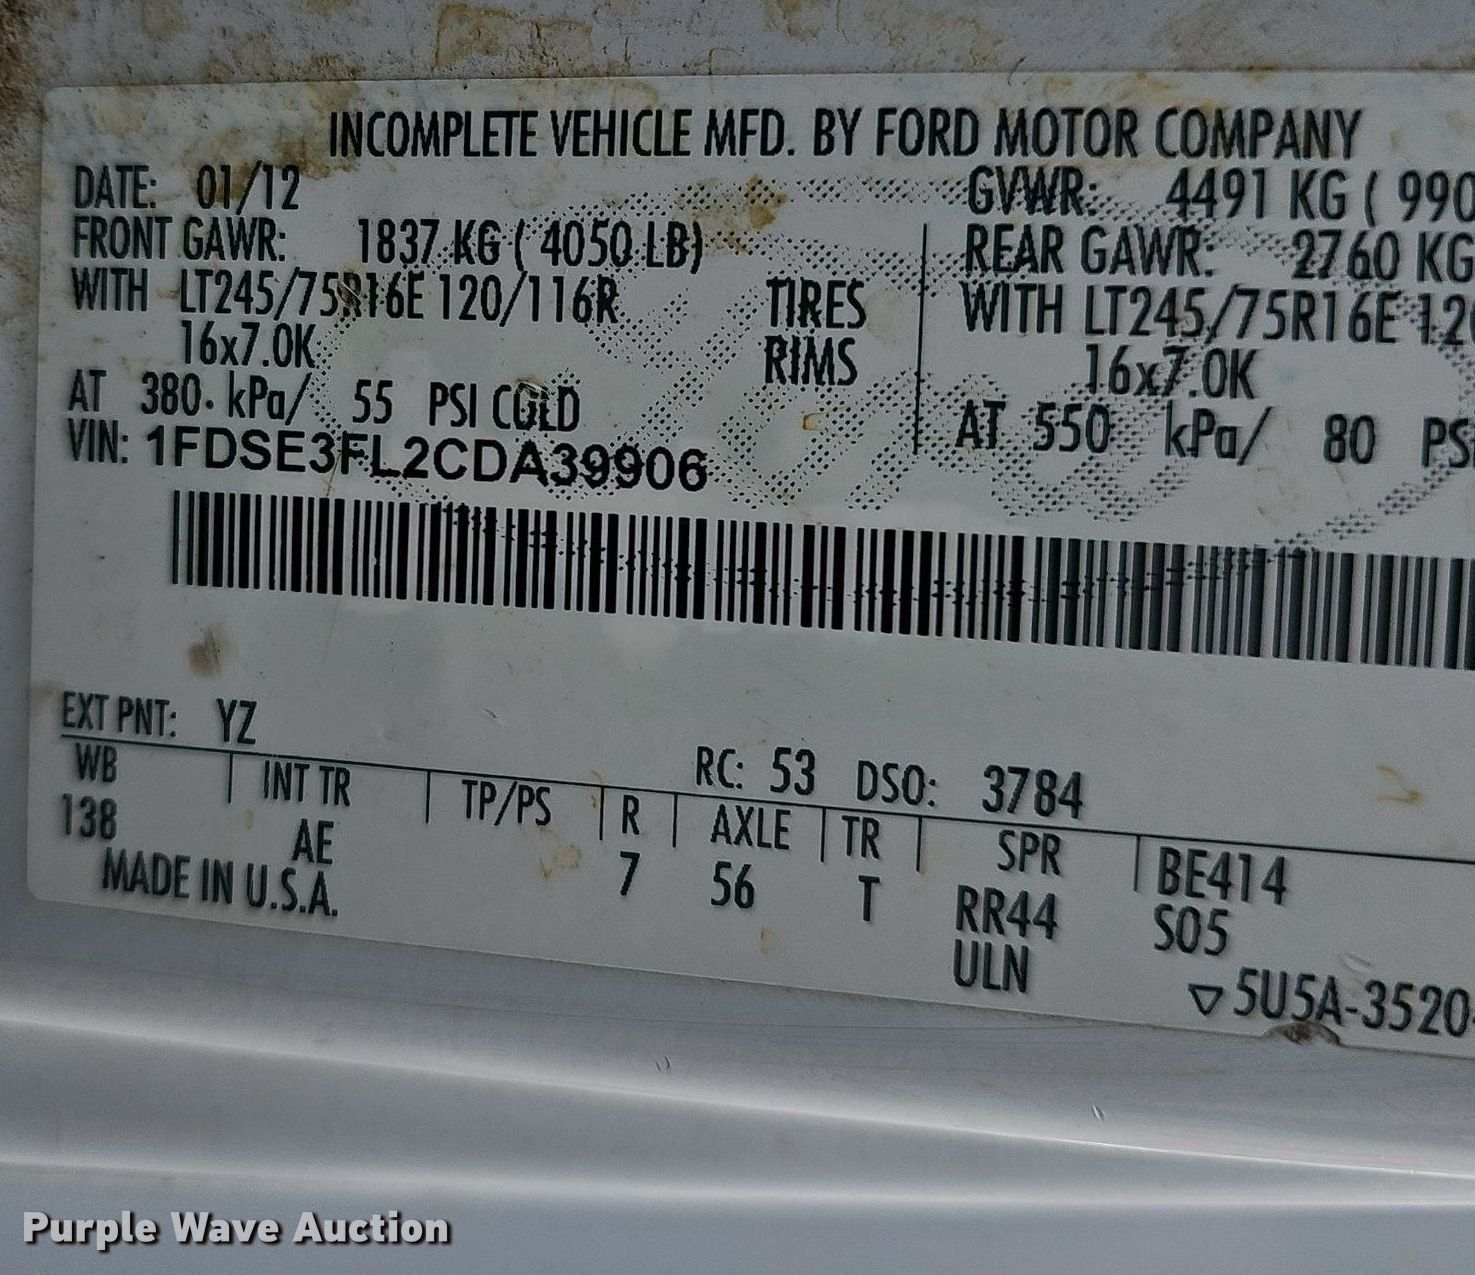 INCOMPLETE VEHICLE MFD. BY FORD MOTOR COMPANY
DATE: 01/12 GVWR: 4491 KG ( 990
FRONT GAWR: 1837 KG ( 4050 LB) REAR GAWR: 2760 KG
WITH LT245/75R16E 120/116R TIRES WITH LT245/75R16E 120
16x7.0K RIMS 16x7.0K
AT 380 kPa/ 55 PSI COLD AT 550 kPa/ 80 PS
VIN: 1FDSE3FL2CDA39906
EXT PNT: YZ RC: 53 DSO: 3784
WB INT TR TP/PS R AXLE TR SPR BE414
138 AE 7 56 T RR44 S05
MADE IN U.S.A. ULN
▽5U5A-3520
Purple Wave Auction